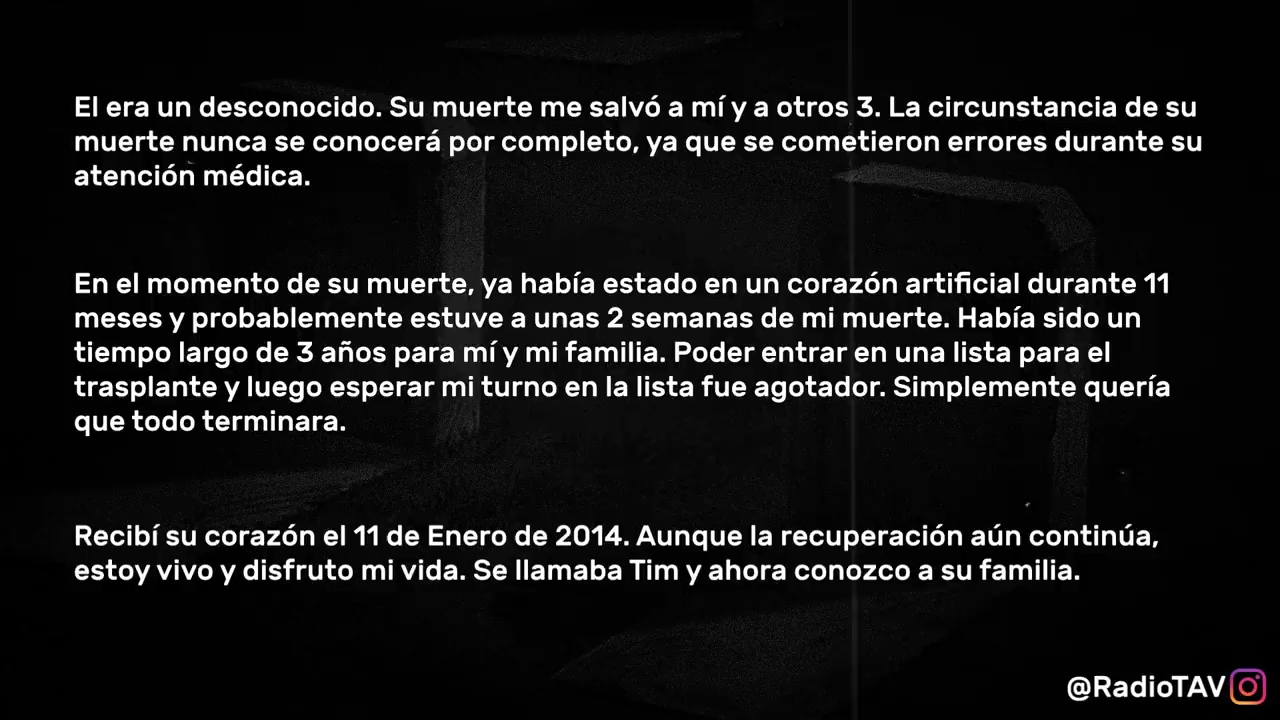 El era un desconocido. Su muerte me salvó a mí y a otros 3. La circunstancia de su
muerte nunca se conocerá por completo, ya que se cometieron errores durante su
atención médica.
En el momento de su muerte, ya había estado en un corazón artificial durante 11
meses y probablemente estuve a unas 2 semanas de mi muerte. Había sido un
tiempo largo de 3 años para mí y mi familia. Poder entrar en una lista para el
trasplante y luego esperar mi turno en la lista fue agotador. Simplemente quería
que todo terminara.
Recibí su corazón el 11 de Enero de 2014. Aunque la recuperación aún continúa,
estoy vivo y disfruto mi vida. Se llamaba Tim y ahora conozco a su familia.
@RadioTAV